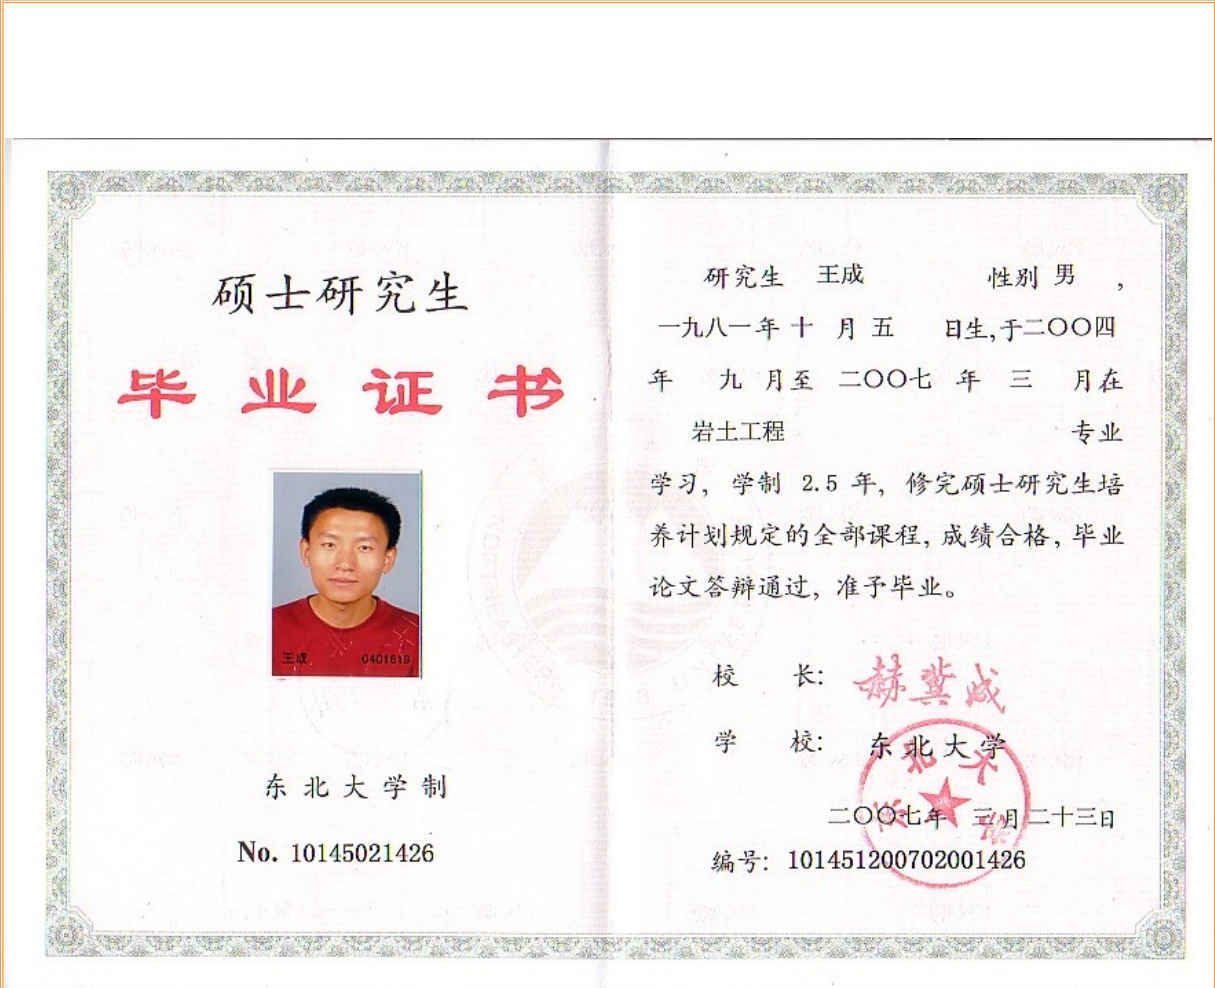 硕士研究生
毕业证书
王成 0401619
东北大学制
No. 10145021426
研究生 王成 性别 男 ,
一九八一年 十 月 五 日生,于二〇〇四
年 九 月至 二〇〇七 年 三 月在
岩土工程 专业
学习, 学制 2.5 年, 修完硕士研究生培
养计划规定的全部课程, 成绩合格, 毕业
论文答辩通过, 准予毕业。
校 长: 赫冀成
学 校: 东北大学
东北大学
二〇〇七年 三月二十三日
编号: 101451200702001426